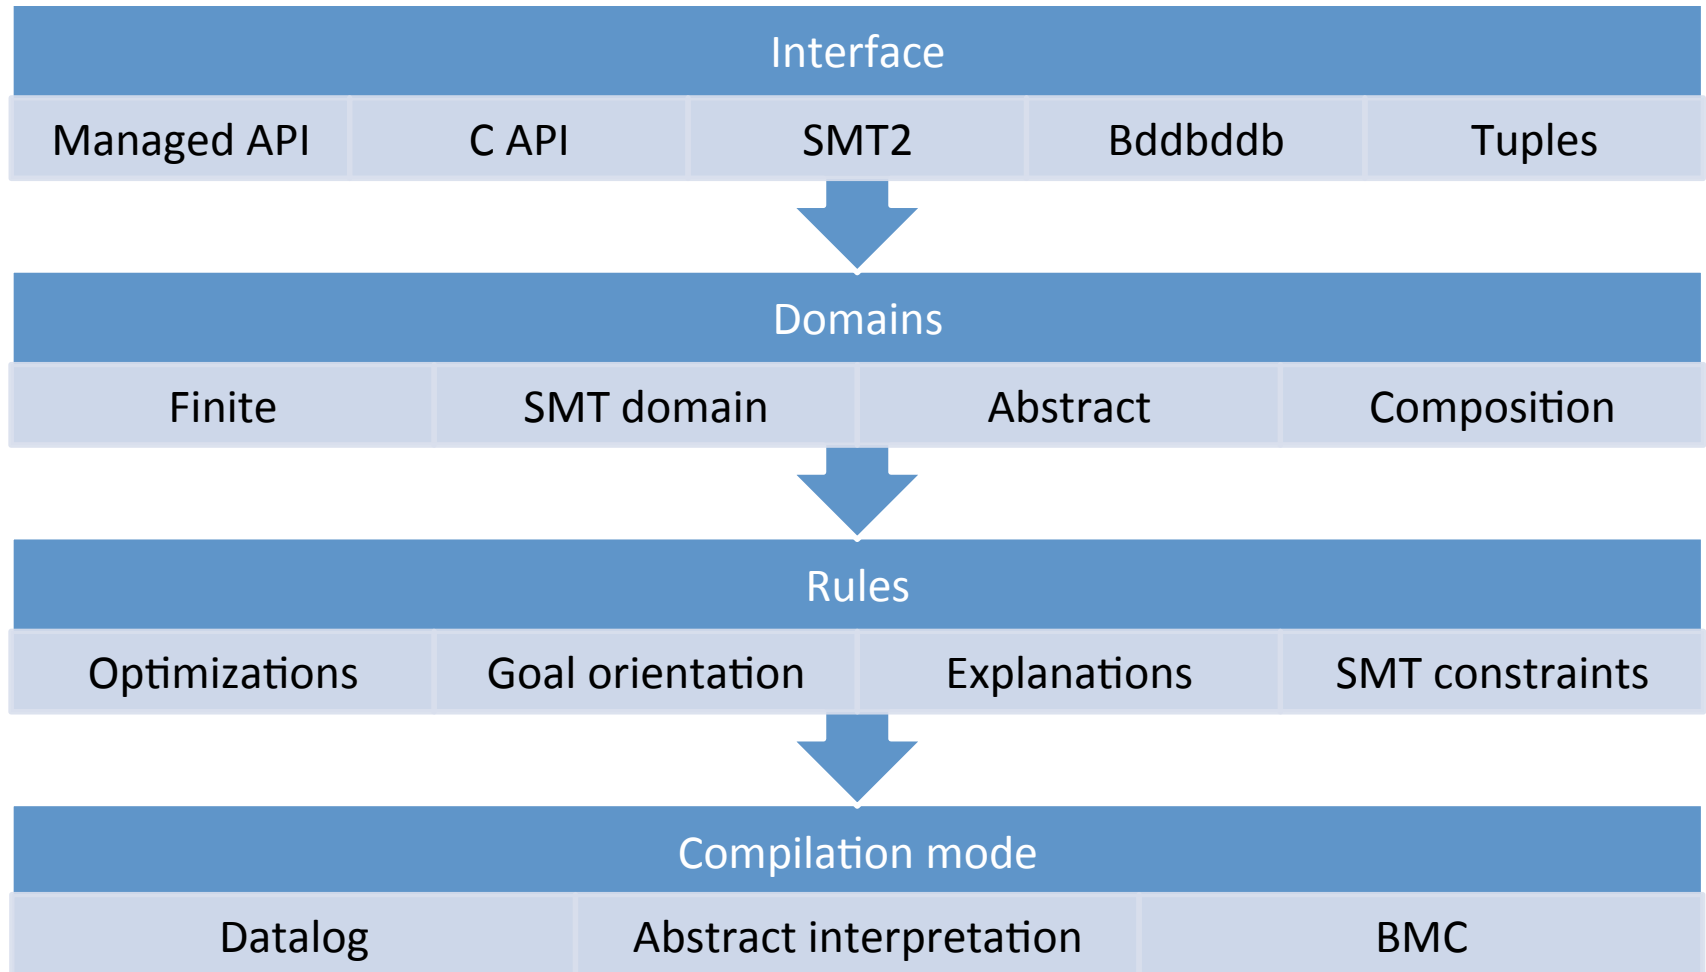 Interface
Managed API C API SMT2 Bddbddb Tuples
Domains
Finite SMT domain Abstract Composition
Rules
Optimizations Goal orientation Explanations SMT constraints
Compilation mode
Datalog Abstract interpretation BMC